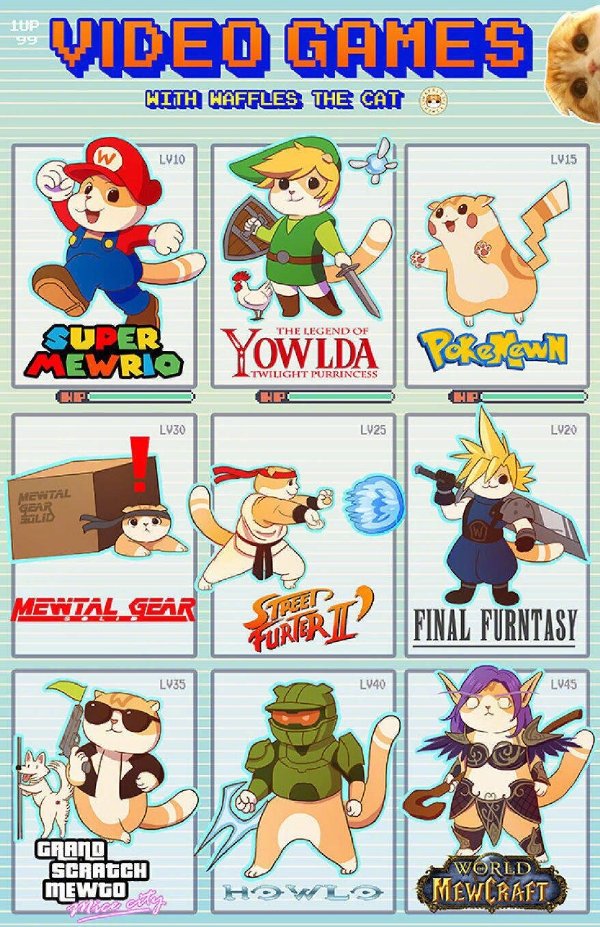 1UP
99
VIDEO GAMES
WITH WAFFLES THE CAT
W
LV10
SUPER
MEWRIO
THE LEGEND OF
YOWLDA
TWILIGHT PURRINCESS
LV15
POKEMEWN
HP
HP
HP
LV30
MEWTAL
GEAR
SOLID
!
MEWTAL GEAR
SOLID
LV25
STREET
FURTER II'
LV20
W
FINAL FURNTASY
LV35
GRAND
SCRATCH
MEWTO
Mice city
LV40
HOWLO
LV45
WORLD
MEWCRAFT